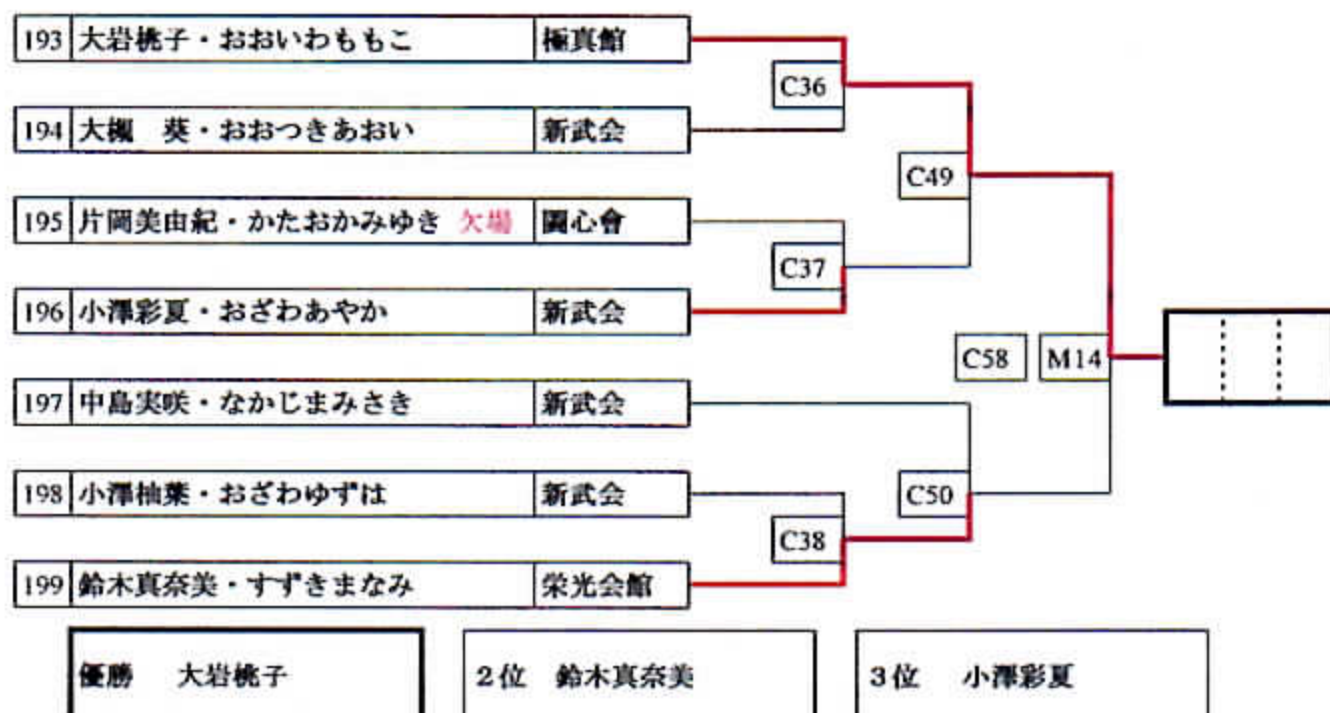 193 大岩桃子・おおいわももこ 極真館
C36
194 大槻 葵・おおつきあおい 新武会
C49
195 片岡美由紀・かたおかみゆき 欠場 闘心會
C37
196 小澤彩夏・おざわあやか 新武会
C58 M14
197 中島実咲・なかじまみさき 新武会
198 小澤柚葉・おざわゆずは 新武会
C50
C38
199 鈴木真奈美・すずきまなみ 栄光会館
優勝 大岩桃子 2位 鈴木真奈美 3位 小澤彩夏